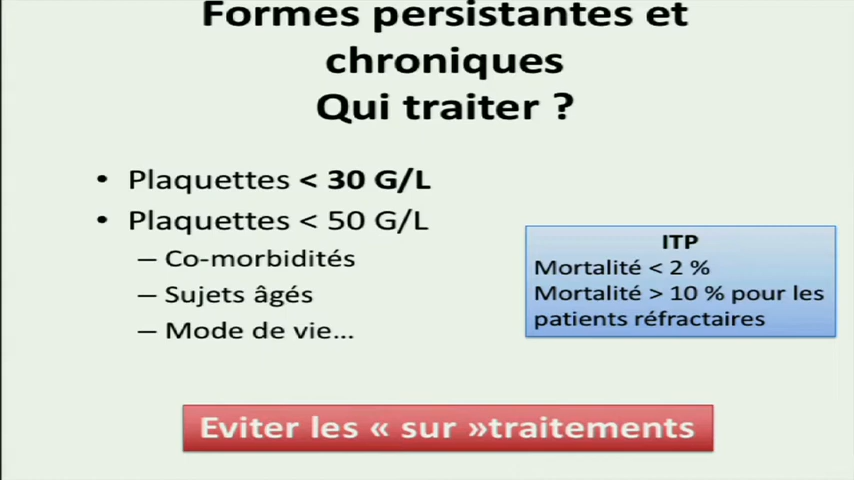 Formes persistantes et
chroniques
Qui traiter ?
• Plaquettes < 30 G/L
• Plaquettes < 50 G/L
– Co-morbidités
– Sujets âgés
– Mode de vie...
ITP
Mortalité < 2 %
Mortalité > 10 % pour les
patients réfractaires
Eviter les « sur »traitements